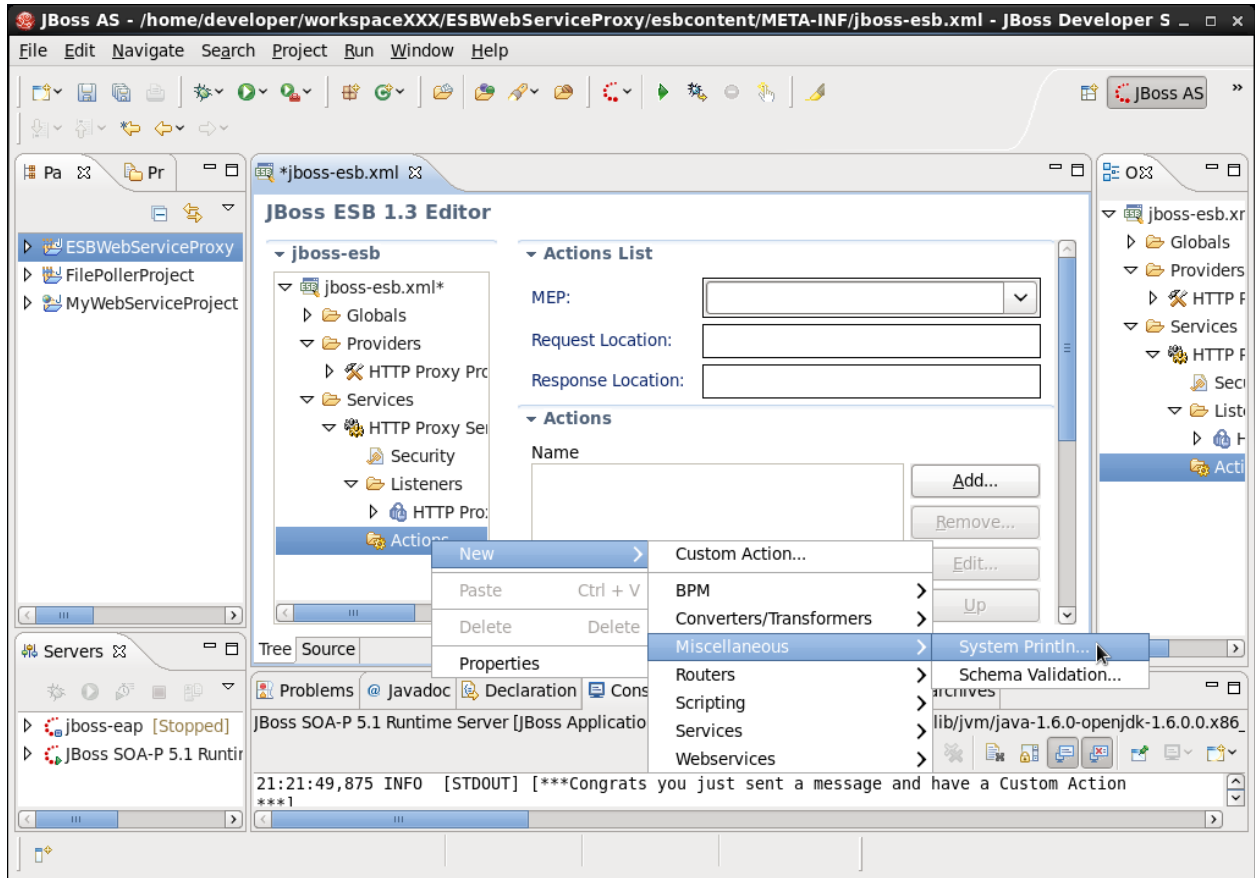 JBoss AS - /home/developer/workspaceXXX/ESBWebServiceProxy/esbcontent/META-INF/jboss-esb.xml - JBoss Developer S
File Edit Navigate Search Project Run Window Help
JBoss AS
Pa Pr
ESBWebServiceProxy
FilePollerProject
MyWebServiceProject
*jboss-esb.xml
JBoss ESB 1.3 Editor
jboss-esb
jboss-esb.xml*
Globals
Providers
HTTP Proxy Pro
Services
HTTP Proxy Ser
Security
Listeners
HTTP Pro
Actions
Tree Source
Actions List
MEP:
Request Location:
Response Location:
Actions
Name
Add...
Remove...
Edit...
Up
New
Paste Ctrl + V
Delete Delete
Properties
Custom Action...
BPM
Converters/Transformers
Miscellaneous
Routers
Scripting
Services
Webservices
System Println...
Schema Validation...
O
jboss-esb.xm
Globals
Providers
HTTP P
Services
HTTP P
Secu
Liste
H
Acti
Servers
jboss-eap [Stopped]
JBoss SOA-P 5.1 Runtin
Problems @ Javadoc Declaration Cons
archives
JBoss SOA-P 5.1 Runtime Server [JBoss Applicatio lib/jvm/java-1.6.0-openjdk-1.6.0.0.x86_
21:21:49,875 INFO [STDOUT] [***Congrats you just sent a message and have a Custom Action
***]